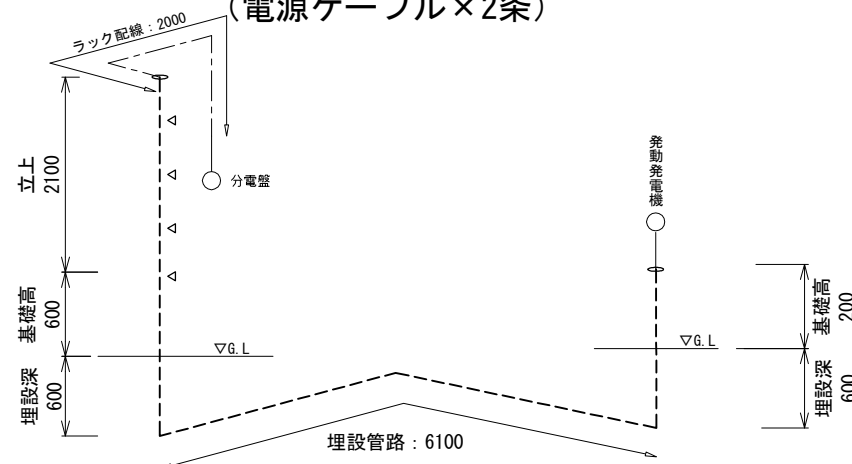 (電源ケーブル×2条)
ラック配線：2000
立上
2100
分電盤
発動発電機
基礎高
600
▽G.L
▽G.L
基礎高
200
埋設深
600
埋設深
600
埋設管路：6100